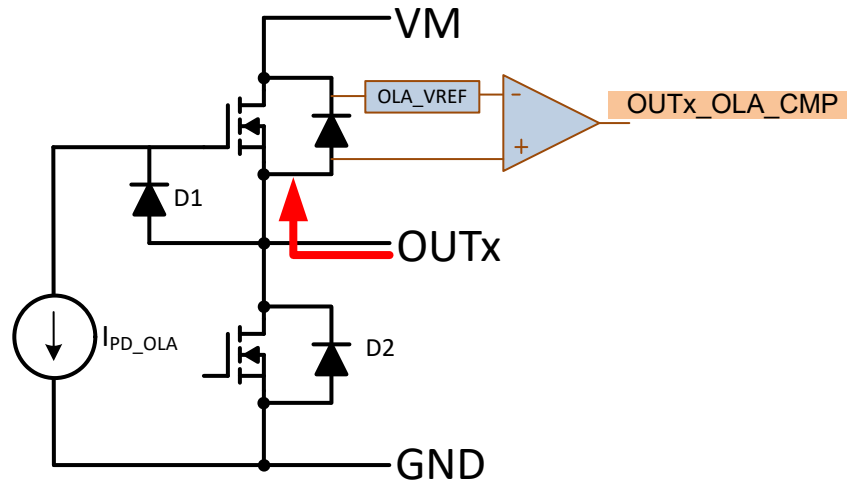 VM
OLA_VREF
-
OUTx_OLA_CMP
+
D1
OUTx
IPD_OLA
D2
GND